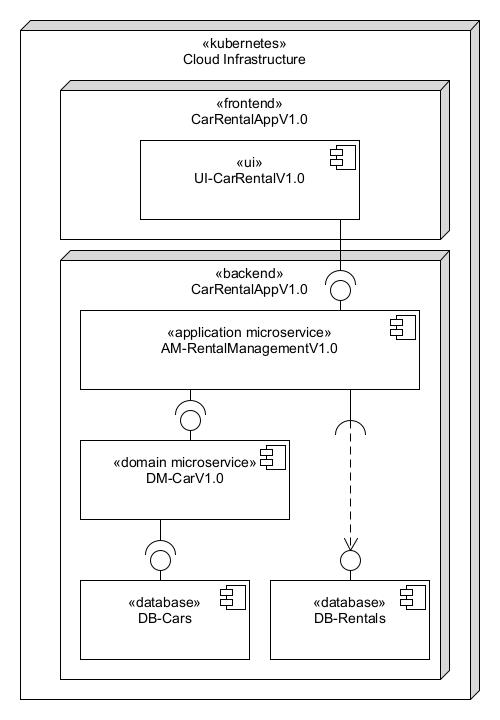 «kubernetes»
Cloud Infrastructure
«frontend»
CarRentalAppV1.0
«ui»
UI-CarRentalV1.0
«backend»
CarRentalAppV1.0
«application microservice»
AM-RentalManagementV1.0
«domain microservice»
DM-CarV1.0
«database»
DB-Cars
«database»
DB-Rentals